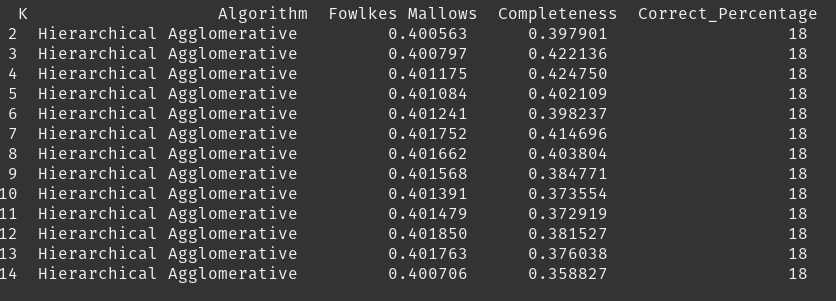 K Algorithm Fowlkes Mallows Completeness Correct_Percentage
2 Hierarchical Agglomerative 0.400563 0.397901 18
3 Hierarchical Agglomerative 0.400797 0.422136 18
4 Hierarchical Agglomerative 0.401175 0.424750 18
5 Hierarchical Agglomerative 0.401084 0.402109 18
6 Hierarchical Agglomerative 0.401241 0.398237 18
7 Hierarchical Agglomerative 0.401752 0.414696 18
8 Hierarchical Agglomerative 0.401662 0.403804 18
9 Hierarchical Agglomerative 0.401568 0.384771 18
10 Hierarchical Agglomerative 0.401391 0.373554 18
11 Hierarchical Agglomerative 0.401479 0.372919 18
12 Hierarchical Agglomerative 0.401850 0.381527 18
13 Hierarchical Agglomerative 0.401763 0.376038 18
14 Hierarchical Agglomerative 0.400706 0.358827 18